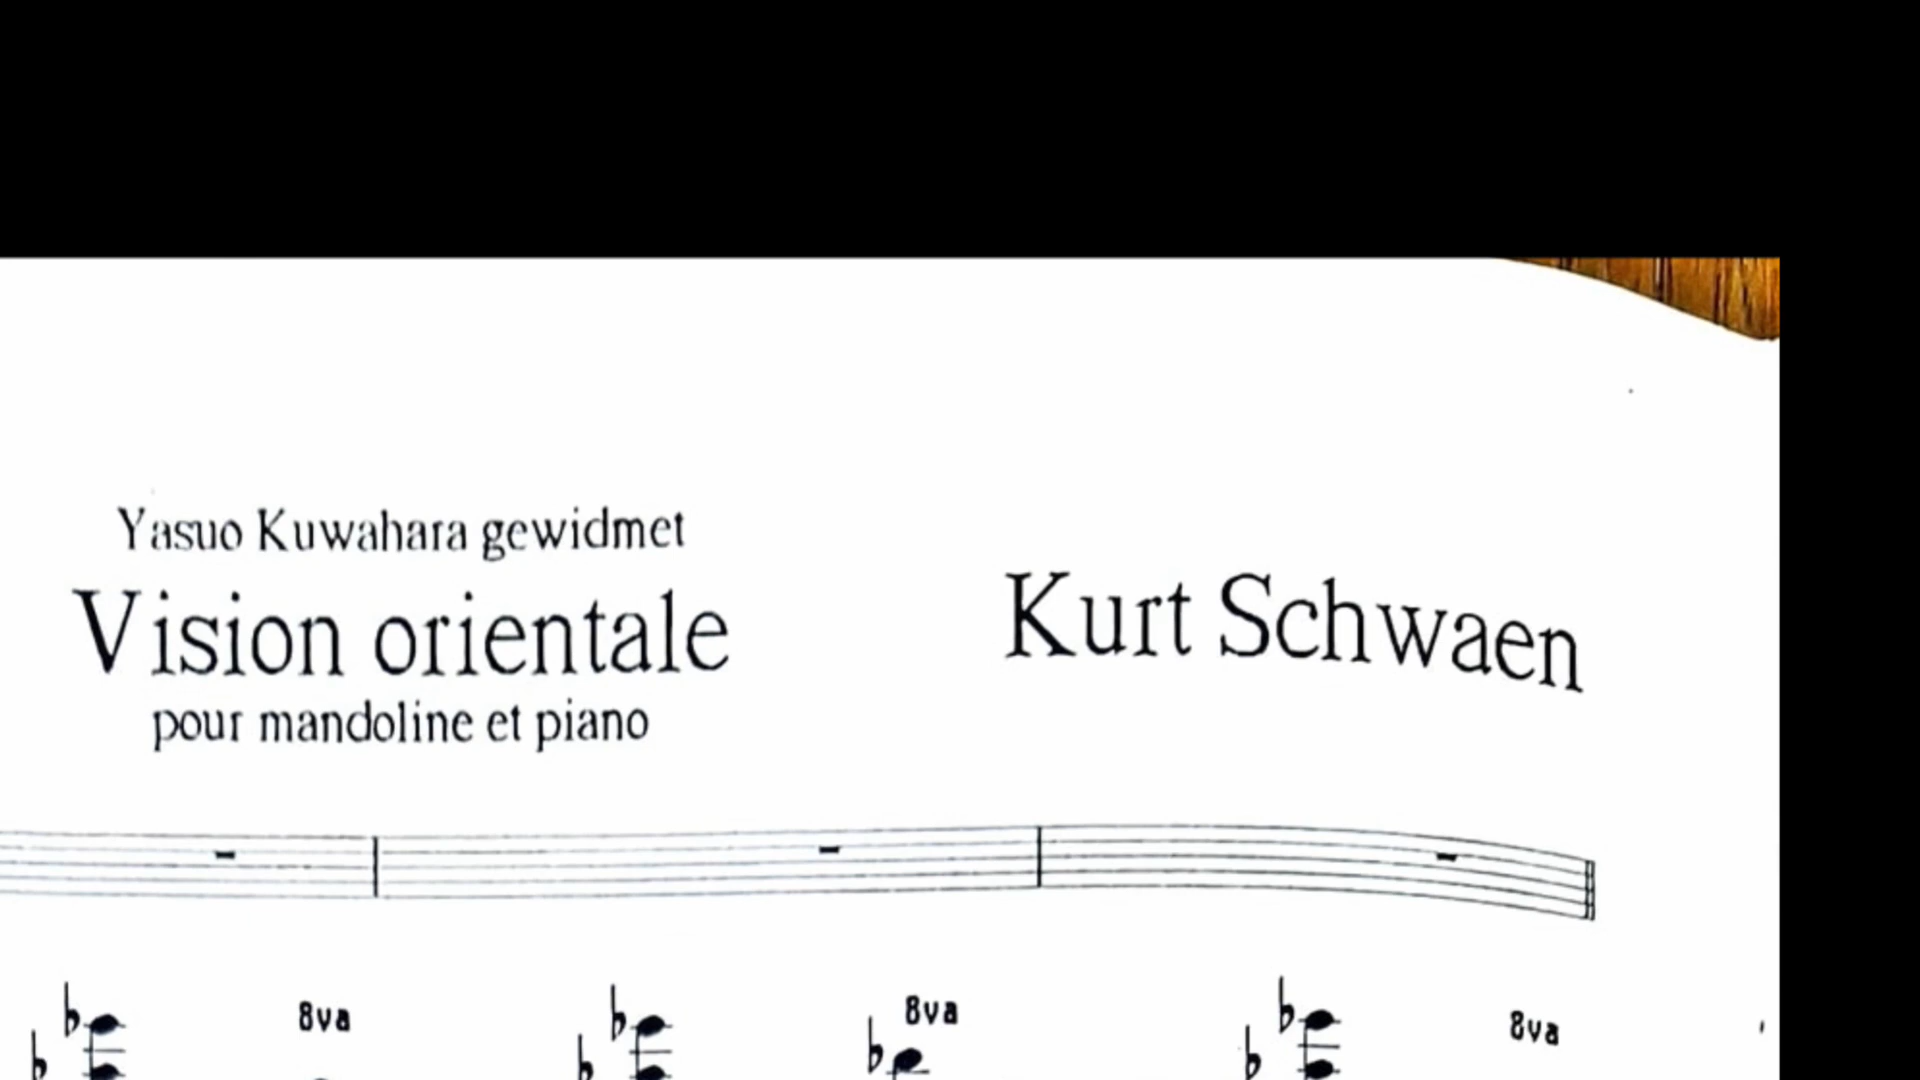 Yasuo Kuwahara gewidmet
Vision orientale
Kurt Schwaen
pour mandoline et piano
8va 8va 8va